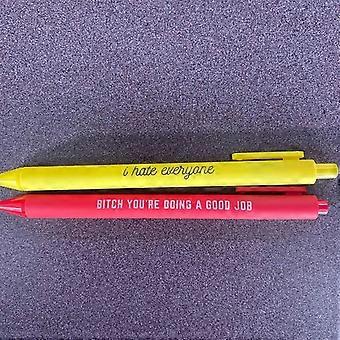 i hate everyone
BITCH YOU'RE DOING A GOOD JOB